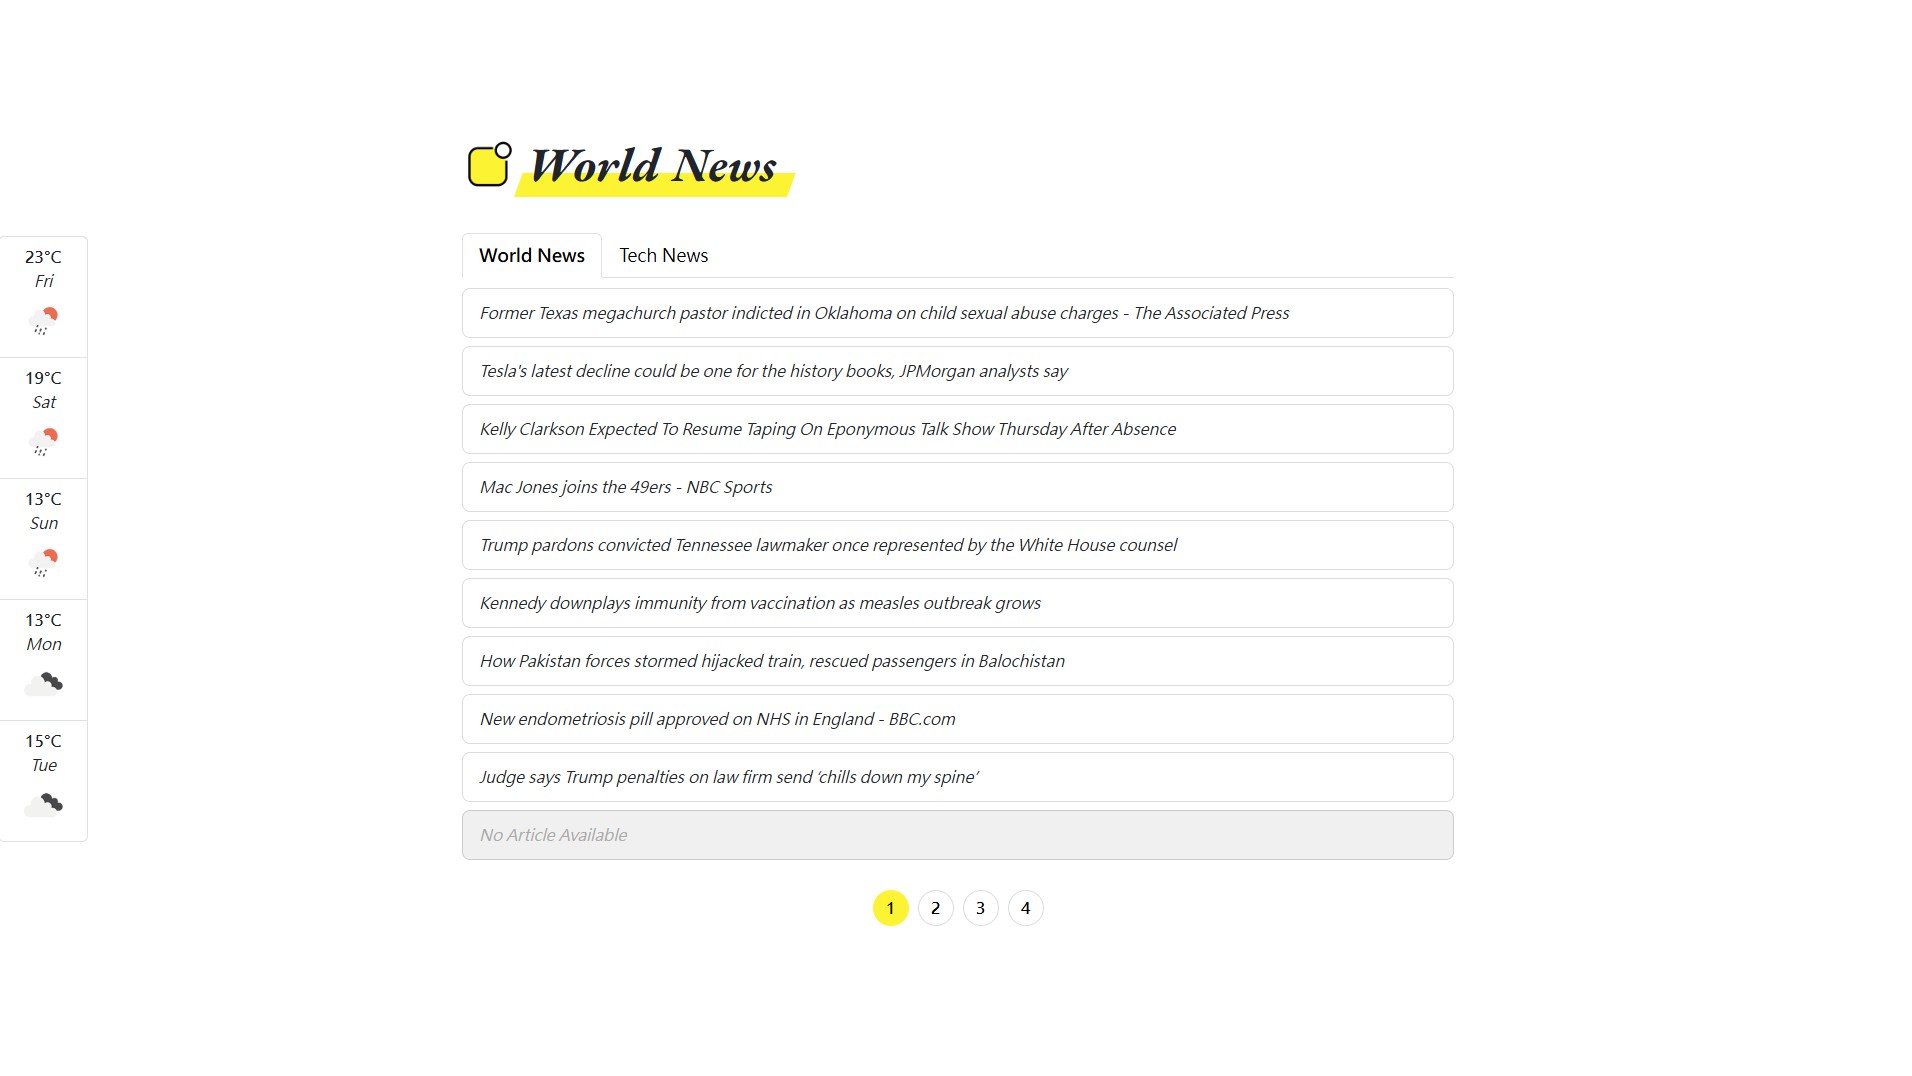 World News
World News
Tech News
23°C
Fri
19°C
Sat
13°C
Sun
13°C
Mon
15°C
Tue
Former Texas megachurch pastor indicted in Oklahoma on child sexual abuse charges - The Associated Press
Tesla's latest decline could be one for the history books, JPMorgan analysts say
Kelly Clarkson Expected To Resume Taping On Eponymous Talk Show Thursday After Absence
Mac Jones joins the 49ers - NBC Sports
Trump pardons convicted Tennessee lawmaker once represented by the White House counsel
Kennedy downplays immunity from vaccination as measles outbreak grows
How Pakistan forces stormed hijacked train, rescued passengers in Balochistan
New endometriosis pill approved on NHS in England - BBC.com
Judge says Trump penalties on law firm send ‘chills down my spine’
No Article Available
1 2 3 4